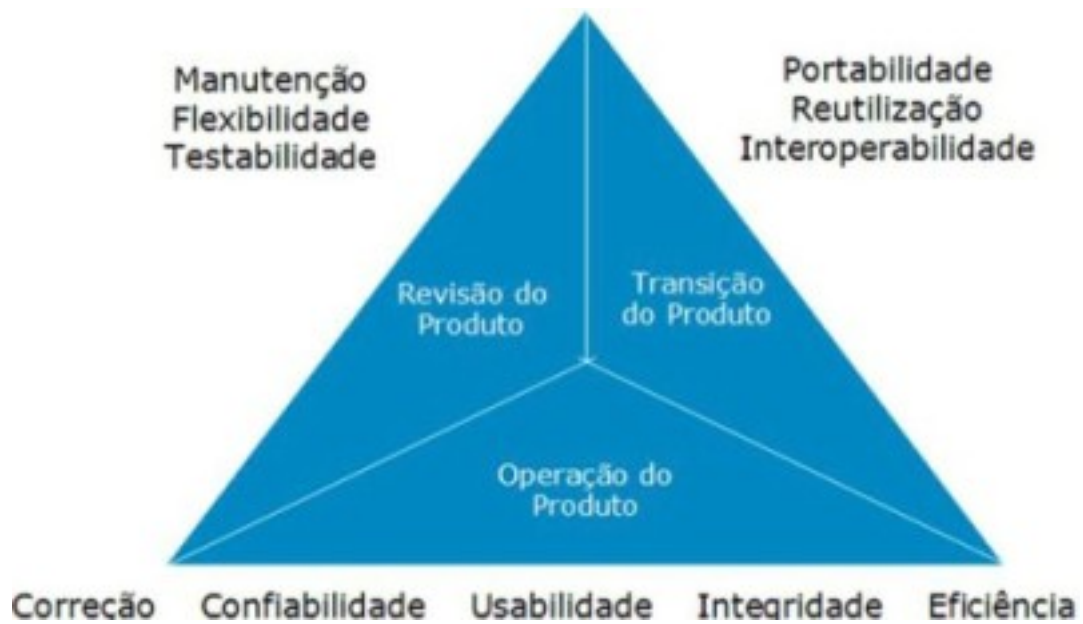 Manutenção
Flexibilidade
Testabilidade
Portabilidade
Reutilização
Interoperabilidade
Revisão do
Produto
Transição
do Produto
Operação do
Produto
Correção Confiabilidade Usabilidade Integridade Eficiência